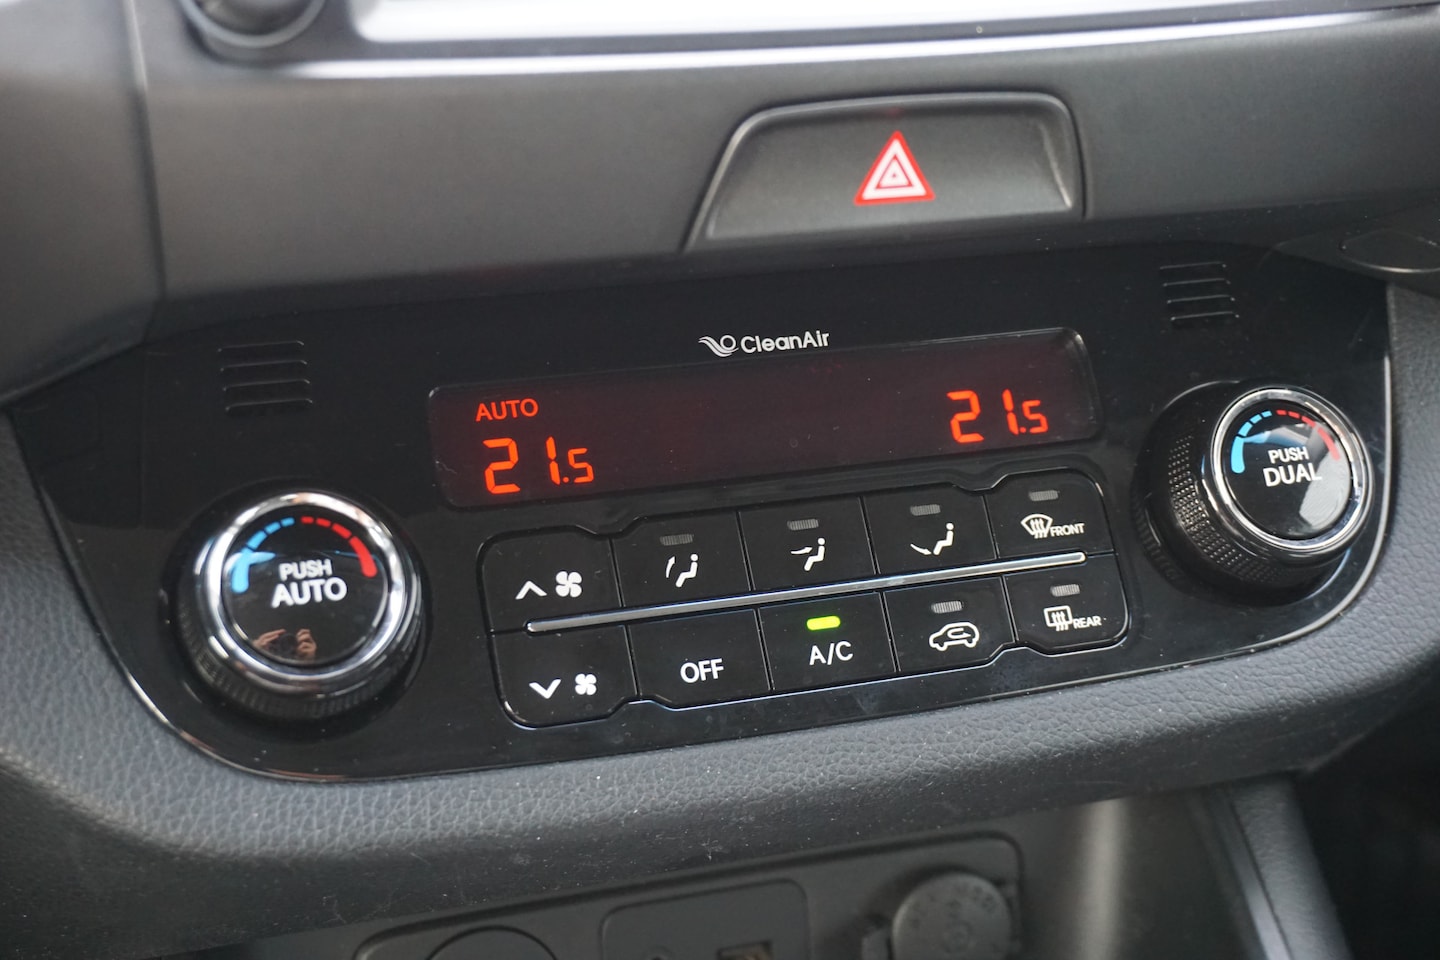 CleanAir
AUTO
21.5
21.5
PUSH
AUTO
PUSH
DUAL
FRONT
OFF
A/C
REAR